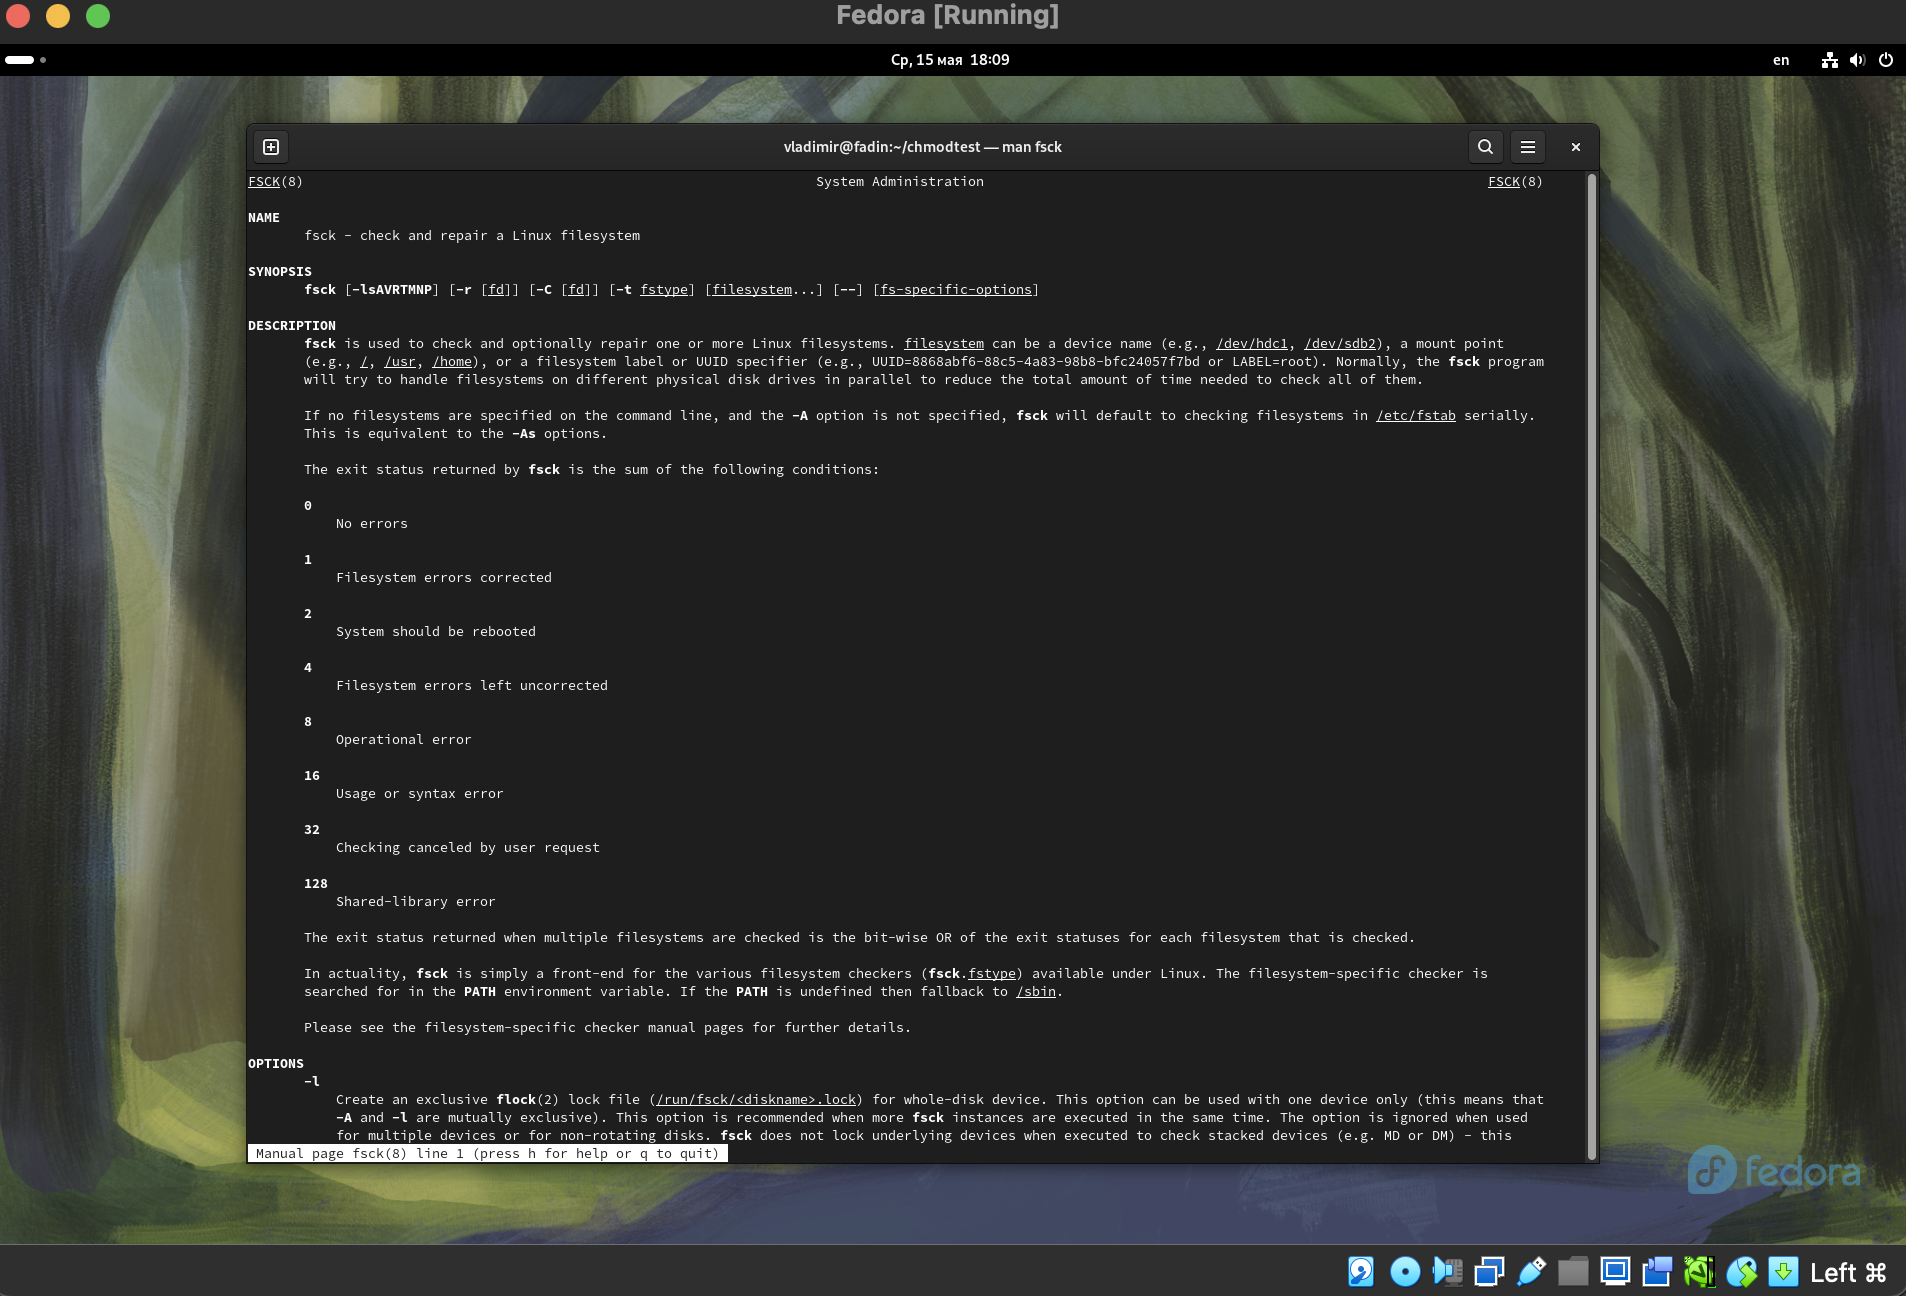 Fedora [Running]
Ср, 15 мая 18:09
en
vladimir@fadin:~/chmodtest — man fsck
FSCK(8) System Administration FSCK(8)
NAME
fsck - check and repair a Linux filesystem
SYNOPSIS
fsck [-lsAVRTMNP] [-r [fd]] [-C [fd]] [-t fstype] [filesystem...] [--] [fs-specific-options]
DESCRIPTION
fsck is used to check and optionally repair one or more Linux filesystems. filesystem can be a device name (e.g., /dev/hdc1, /dev/sdb2), a mount point
(e.g., /, /usr, /home), or a filesystem label or UUID specifier (e.g., UUID=8868abf6-88c5-4a83-98b8-bfc24057f7bd or LABEL=root). Normally, the fsck program
will try to handle filesystems on different physical disk drives in parallel to reduce the total amount of time needed to check all of them.
If no filesystems are specified on the command line, and the -A option is not specified, fsck will default to checking filesystems in /etc/fstab serially.
This is equivalent to the -As options.
The exit status returned by fsck is the sum of the following conditions:
0
No errors
1
Filesystem errors corrected
2
System should be rebooted
4
Filesystem errors left uncorrected
8
Operational error
16
Usage or syntax error
32
Checking canceled by user request
128
Shared-library error
The exit status returned when multiple filesystems are checked is the bit-wise OR of the exit statuses for each filesystem that is checked.
In actuality, fsck is simply a front-end for the various filesystem checkers (fsck.fstype) available under Linux. The filesystem-specific checker is
searched for in the PATH environment variable. If the PATH is undefined then fallback to /sbin.
Please see the filesystem-specific checker manual pages for further details.
OPTIONS
-l
Create an exclusive flock(2) lock file (/run/fsck/<diskname>.lock) for whole-disk device. This option can be used with one device only (this means that
-A and -l are mutually exclusive). This option is recommended when more fsck instances are executed in the same time. The option is ignored when used
for multiple devices or for non-rotating disks. fsck does not lock underlying devices when executed to check stacked devices (e.g. MD or DM) - this
Manual page fsck(8) line 1 (press h for help or q to quit)
fedora
Left ⌘